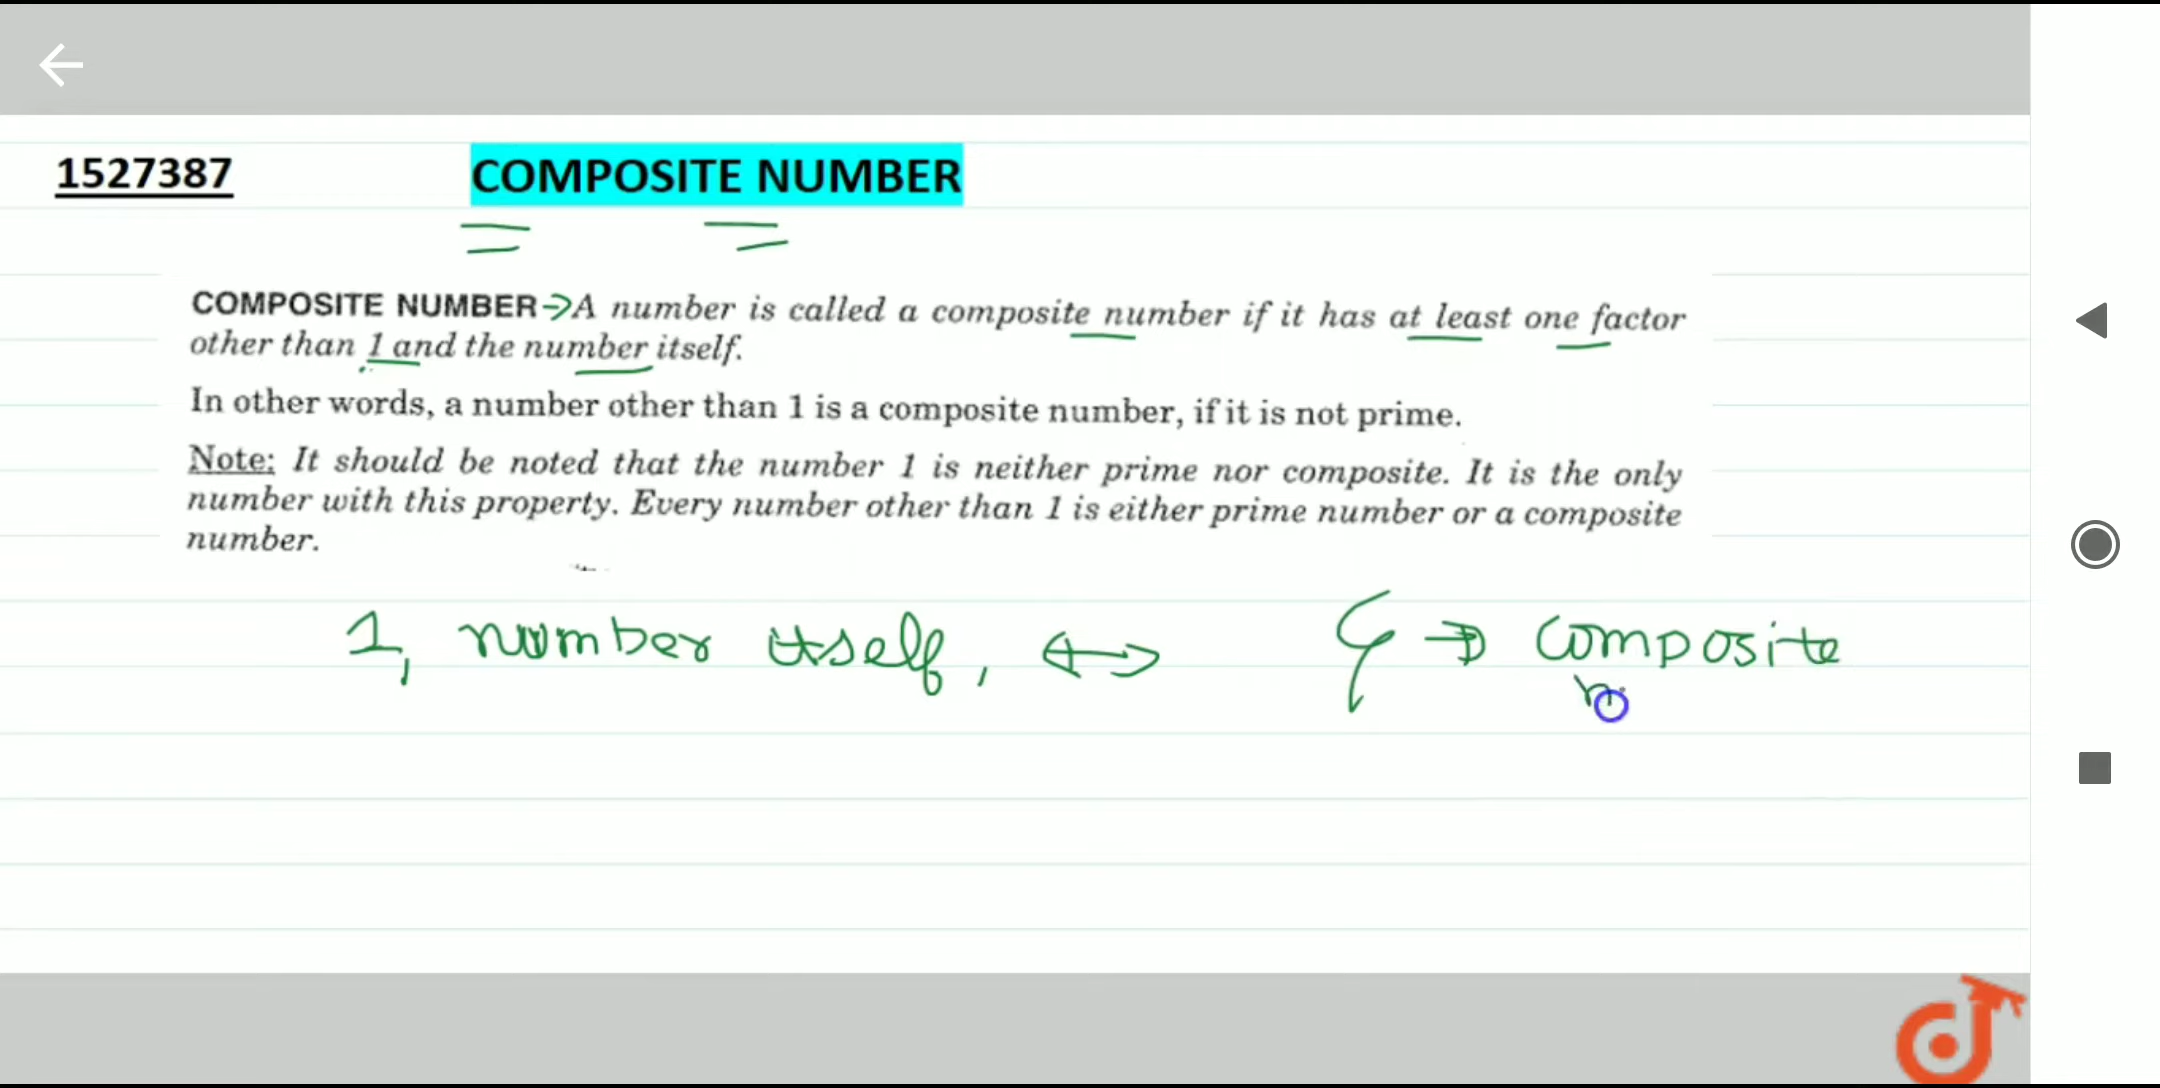 1527387
COMPOSITE NUMBER
COMPOSITE NUMBER→A number is called a composite number if it has at least one factor
other than 1 and the number itself.
In other words, a number other than 1 is a composite number, if it is not prime.
Note: It should be noted that the number 1 is neither prime nor composite. It is the only
number with this property. Every number other than 1 is either prime number or a composite
number.
1, number itself, ↔ } → composite
n